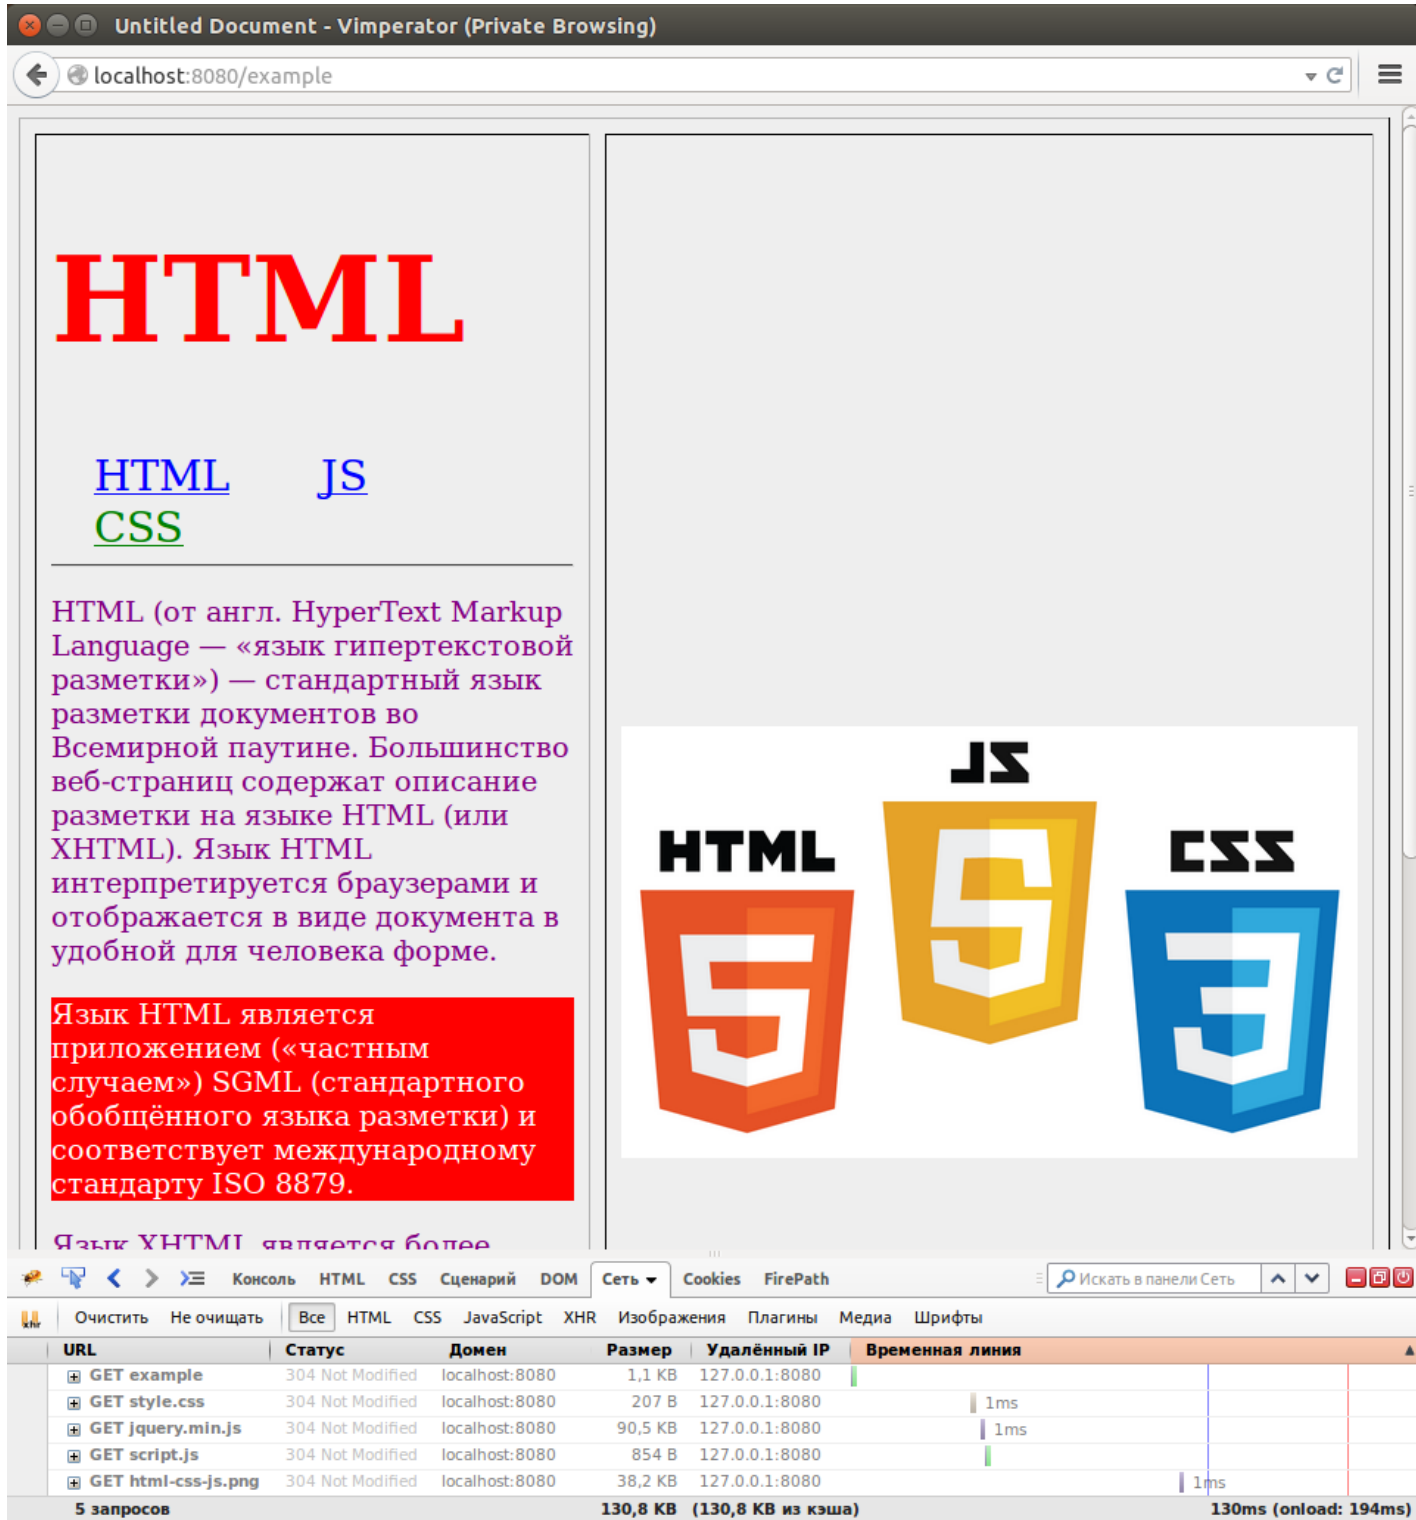 Untitled Document - Vimperator (Private Browsing)
localhost:8080/example
HTML
HTML JS
CSS
HTML (от англ. HyperText Markup
Language — «язык гипертекстовой
разметки») — стандартный язык
разметки документов во
Всемирной паутине. Большинство
веб-страниц содержат описание
разметки на языке HTML (или
XHTML). Язык HTML
интерпретируется браузерами и
отображается в виде документа в
удобной для человека форме.
Язык HTML является
приложением («частным
случаем») SGML (стандартного
обобщённого языка разметки) и
соответствует международному
стандарту ISO 8879.
Язык XHTML является более
JS
HTML
CSS
5
5
3
Консоль HTML CSS Сценарий DOM Сеть Cookies FirePath Искать в панели Сеть
xhr Очистить Не очищать Все HTML CSS JavaScript XHR Изображения Плагины Медиа Шрифты
URL Статус Домен Размер Удалённый IP Временная линия
GET example 304 Not Modified localhost:8080 1,1 KB 127.0.0.1:8080
GET style.css 304 Not Modified localhost:8080 207 B 127.0.0.1:8080 1ms
GET jquery.min.js 304 Not Modified localhost:8080 90,5 KB 127.0.0.1:8080 1ms
GET script.js 304 Not Modified localhost:8080 854 B 127.0.0.1:8080
GET html-css-js.png 304 Not Modified localhost:8080 38,2 KB 127.0.0.1:8080 1ms
5 запросов 130,8 KB (130,8 KB из кэша) 130ms (onload: 194ms)